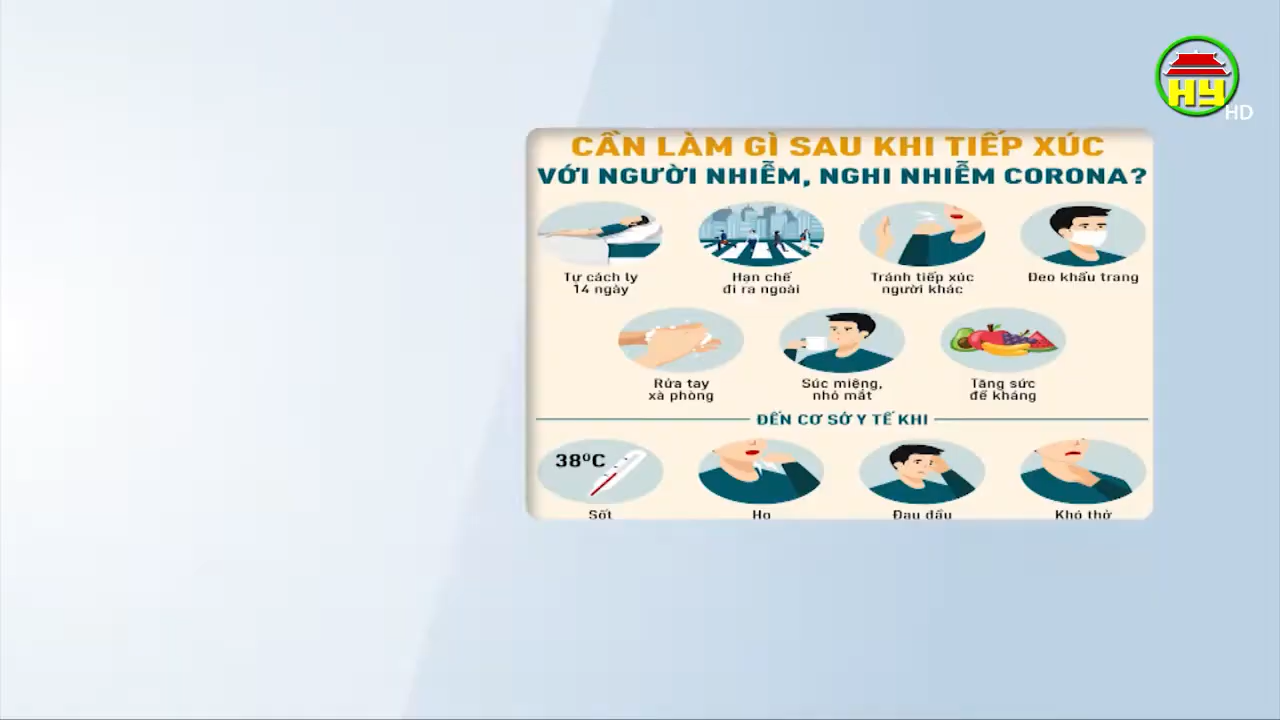 HY
HD
CẦN LÀM GÌ SAU KHI TIẾP XÚC
VỚI NGƯỜI NHIỄM, NGHI NHIỄM CORONA?
Tự cách ly
14 ngày
Hạn chế
đi ra ngoài
Tránh tiếp xúc
người khác
Đeo khẩu trang
Rửa tay
xà phòng
Súc miệng,
nhỏ mắt
Tăng sức
đề kháng
ĐẾN CƠ SỞ Y TẾ KHI
38°C
Sốt
Ho
Đau đầu
Khó thở